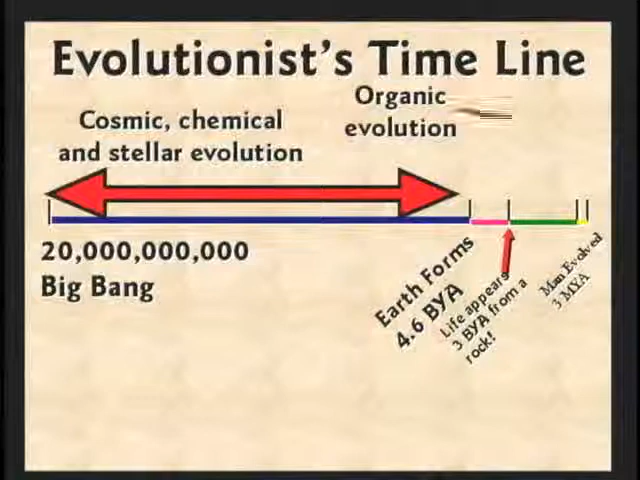 Evolutionist's Time Line
Organic
evolution
Cosmic, chemical
and stellar evolution
20,000,000,000
Big Bang
Earth Forms
4.6 BYA
Life appears
3 BYA from a
rock!
Man Evolved
3 MYA